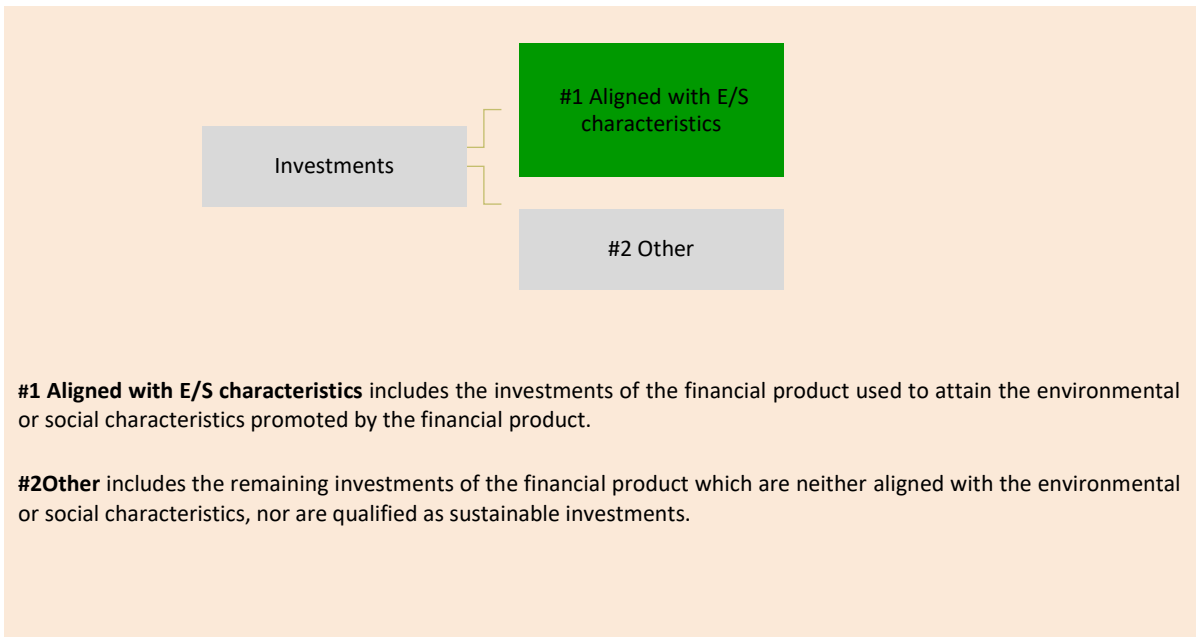 #1 Aligned with E/S
characteristics
Investments
#2 Other
#1 Aligned with E/S characteristics includes the investments of the financial product used to attain the environmental
or social characteristics promoted by the financial product.
#2Other includes the remaining investments of the financial product which are neither aligned with the environmental
or social characteristics, nor are qualified as sustainable investments.